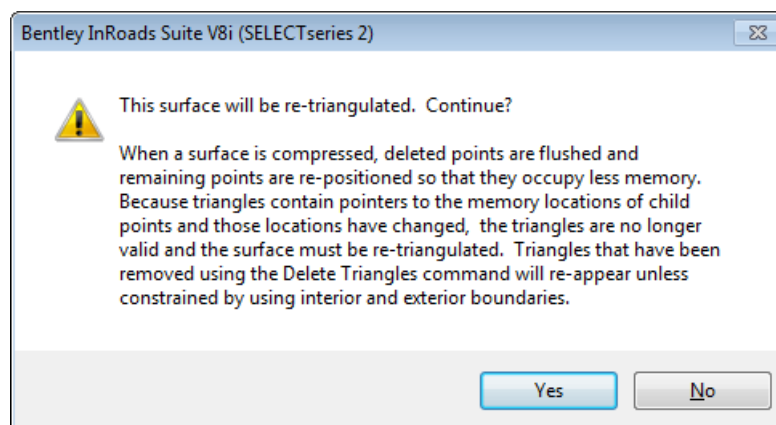 Bentley InRoads Suite V8i (SELECTseries 2)
This surface will be re-triangulated.  Continue?
When a surface is compressed, deleted points are flushed and
remaining points are re-positioned so that they occupy less memory.
Because triangles contain pointers to the memory locations of child
points and those locations have changed,  the triangles are no longer
valid and the surface must be re-triangulated.  Triangles that have been
removed using the Delete Triangles command will re-appear unless
constrained by using interior and exterior boundaries.
Yes
No